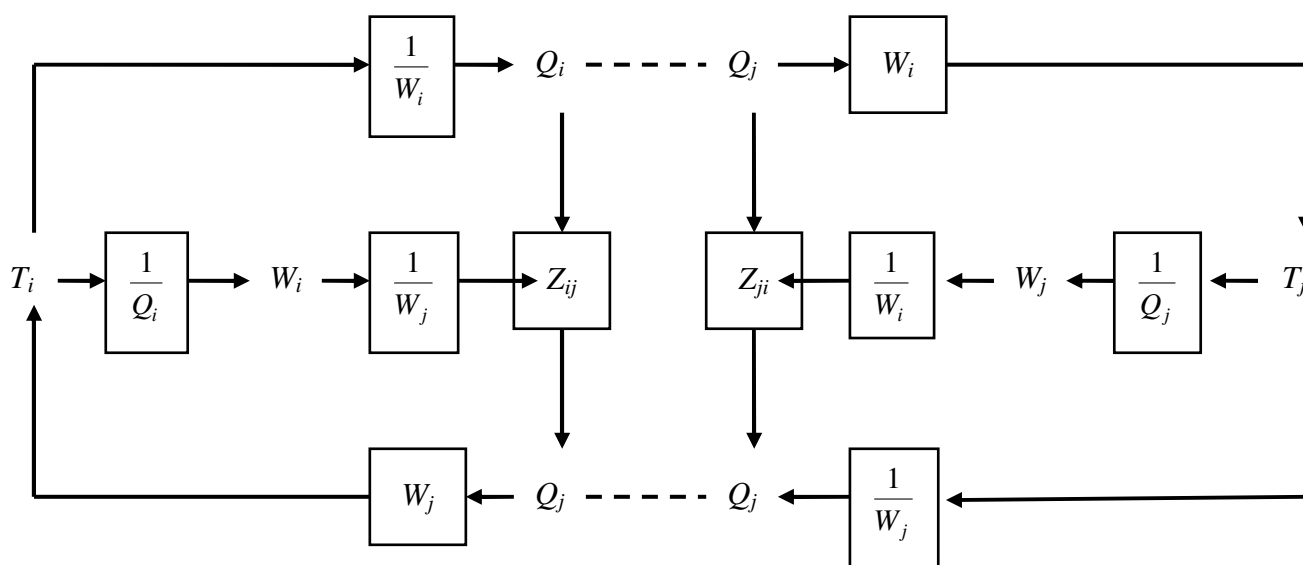 1/W_i Q_i Q_j W_i
T_i 1/Q_i W_i 1/W_j Z_ij Z_ji 1/W_i W_j 1/Q_j T_j
W_j Q_j Q_j 1/W_j